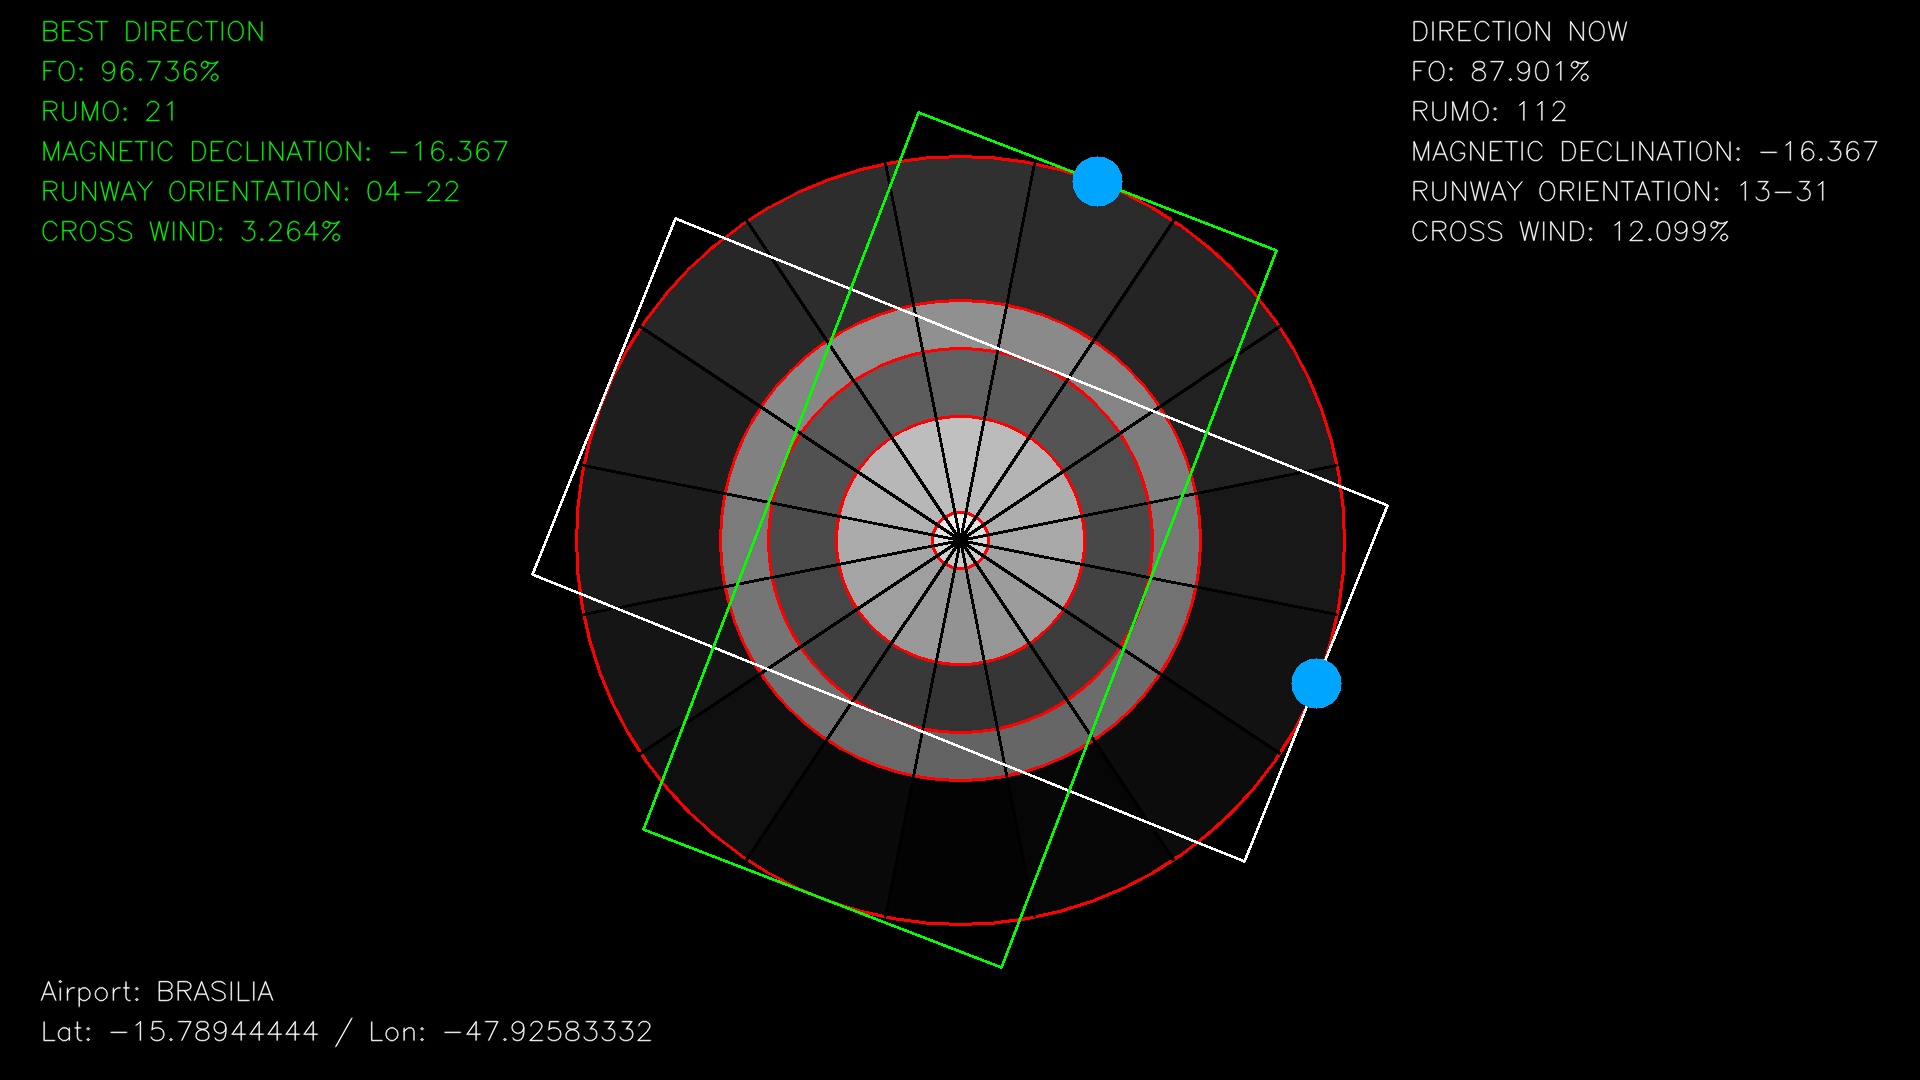 BEST DIRECTION
FO: 96.736%
RUMO: 21
MAGNETIC DECLINATION: -16.367
RUNWAY ORIENTATION: 04-22
CROSS WIND: 3.264%
DIRECTION NOW
FO: 87.901%
RUMO: 112
MAGNETIC DECLINATION: -16.367
RUNWAY ORIENTATION: 13-31
CROSS WIND: 12.099%
Airport: BRASILIA
Lat: -15.78944444 / Lon: -47.92583332